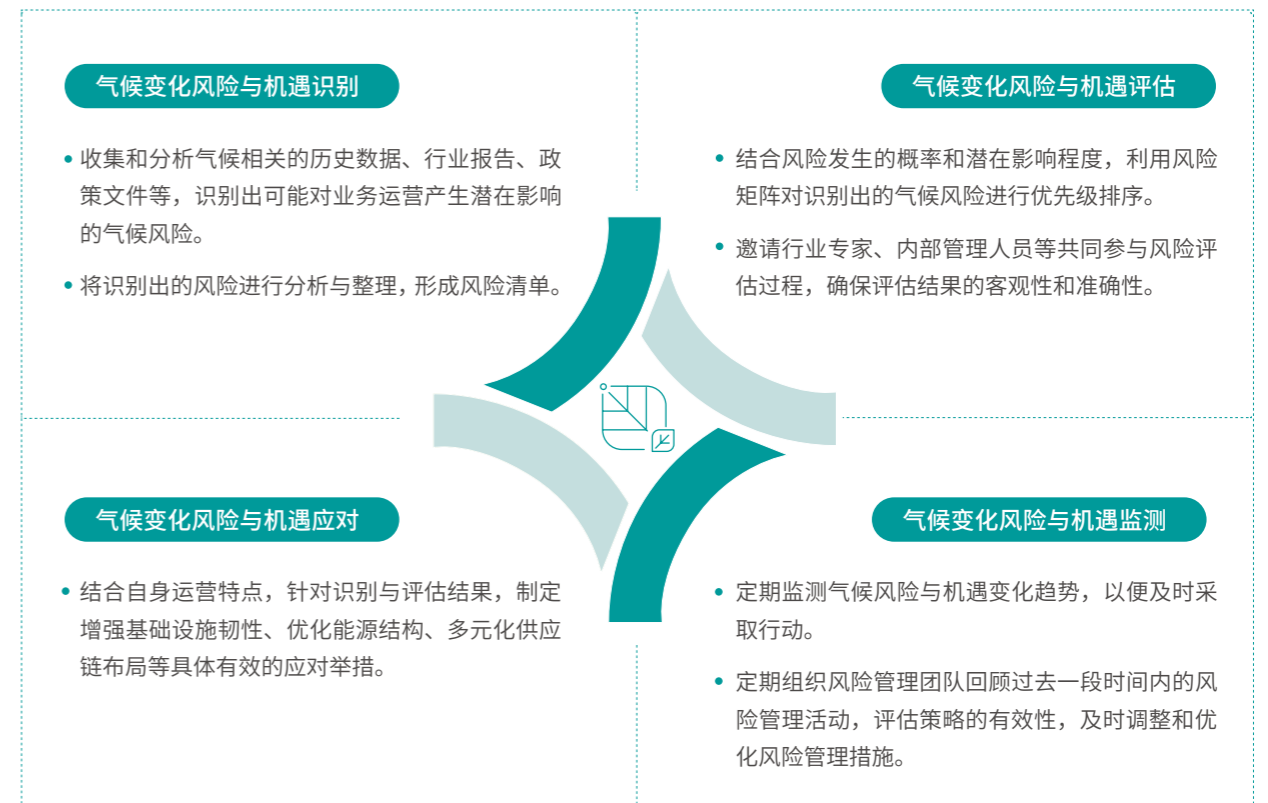 气候变化风险与机遇识别
• 收集和分析气候相关的历史数据、行业报告、政
策文件等，识别出可能对业务运营产生潜在影响
的气候风险。
• 将识别出的风险进行分析与整理，形成风险清单。
气候变化风险与机遇评估
• 结合风险发生的概率和潜在影响程度，利用风险
矩阵对识别出的气候风险进行优先级排序。
• 邀请行业专家、内部管理人员等共同参与风险评
估过程，确保评估结果的客观性和准确性。
气候变化风险与机遇应对
• 结合自身运营特点，针对识别与评估结果，制定
增强基础设施韧性、优化能源结构、多元化供应
链布局等具体有效的应对举措。
气候变化风险与机遇监测
• 定期监测气候风险与机遇变化趋势，以便及时采
取行动。
• 定期组织风险管理团队回顾过去一段时间内的风
险管理活动，评估策略的有效性，及时调整和优
化风险管理措施。